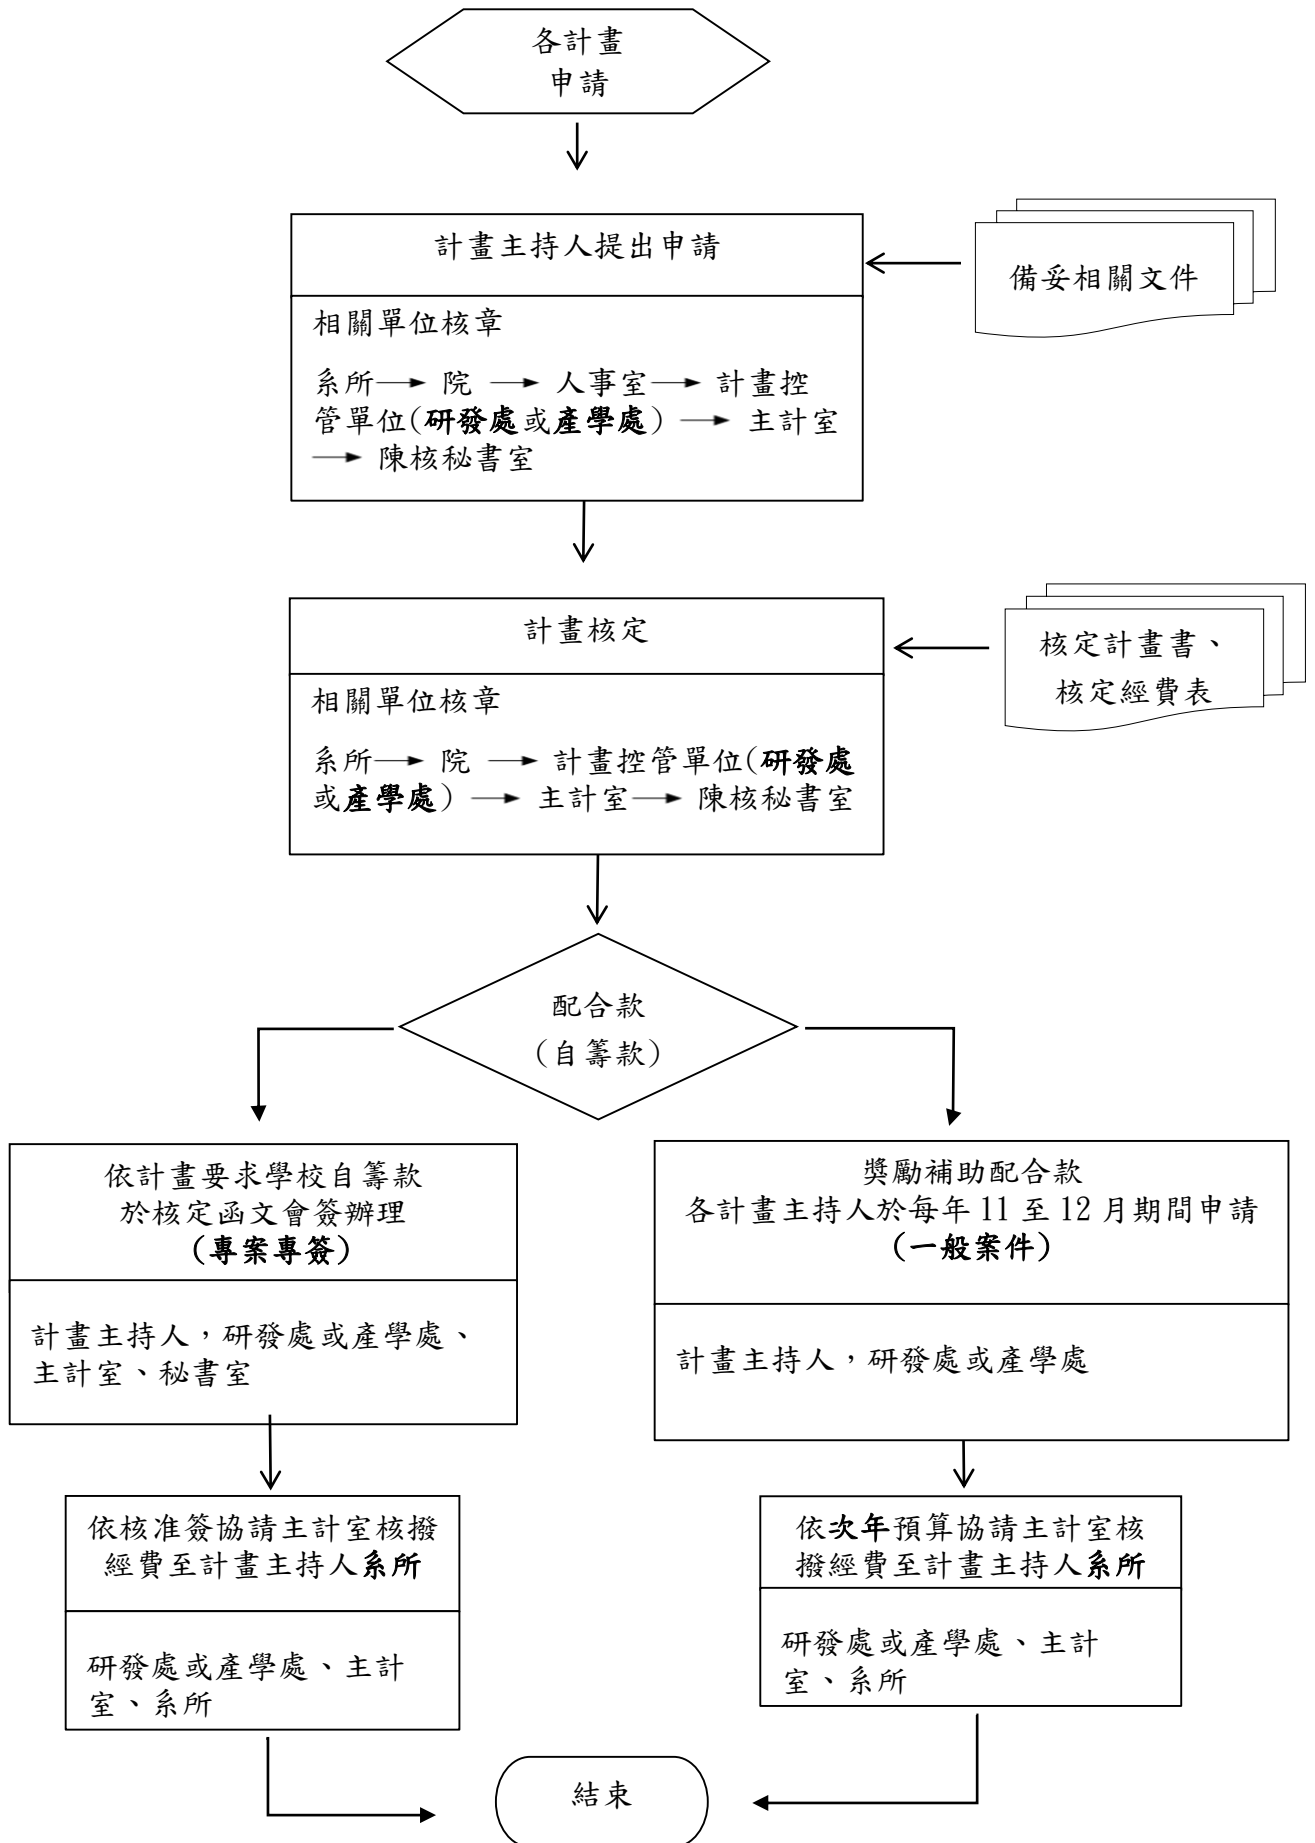 各計畫
申請
計畫主持人提出申請
備妥相關文件
相關單位核章
系所→ 院 → 人事室→ 計畫控
管單位(研發處或產學處) → 主計室
→ 陳核秘書室
計畫核定
核定計畫書、
核定經費表
相關單位核章
系所→ 院 → 計畫控管單位(研發處
或產學處) → 主計室→ 陳核秘書室
配合款
(自籌款)
依計畫要求學校自籌款
於核定函文會簽辦理
(專案專簽)
計畫主持人，研發處或產學處、
主計室、秘書室
獎勵補助配合款
各計畫主持人於每年 11 至 12 月期間申請
(一般案件)
計畫主持人，研發處或產學處
依核准簽協請主計室核撥
經費至計畫主持人系所
研發處或產學處、主計
室、系所
依次年預算協請主計室核
撥經費至計畫主持人系所
研發處或產學處、主計
室、系所
結束